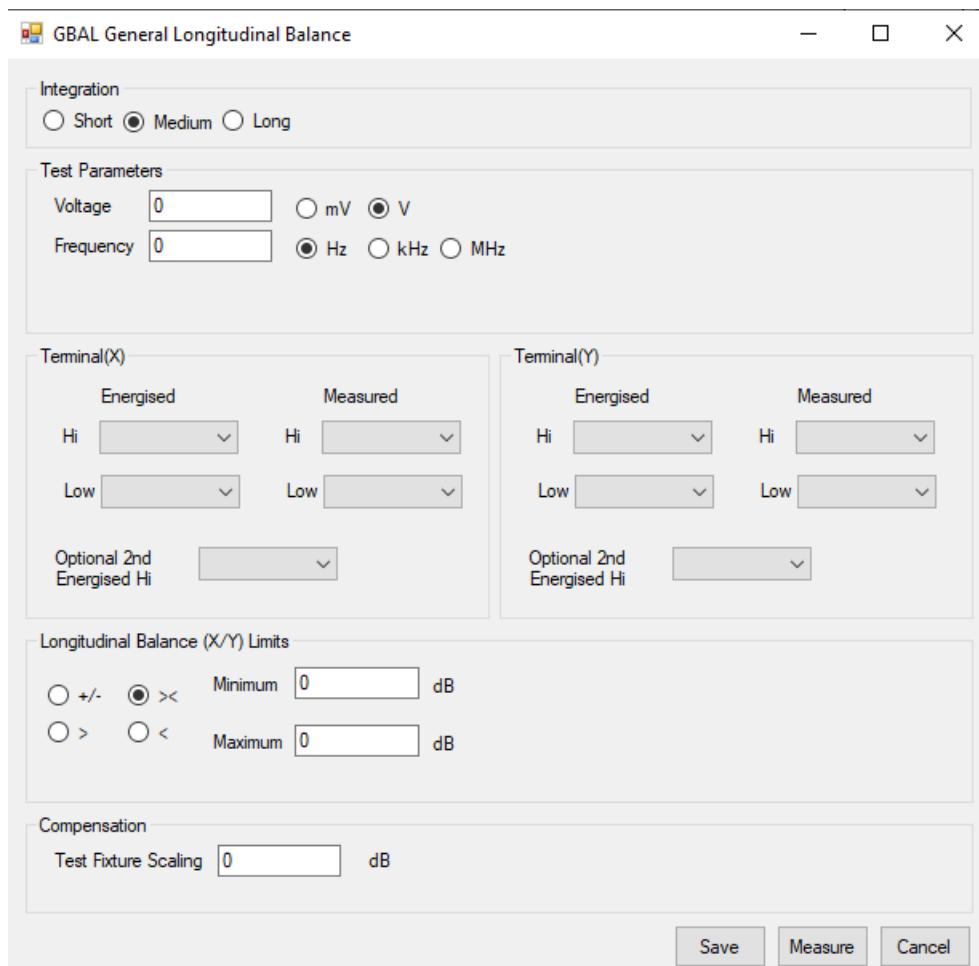 GBAL General Longitudinal Balance
Integration
Short Medium Long
Test Parameters
Voltage 0 mV V
Frequency 0 Hz kHz MHz
Terminal(X)
Energised Measured
Hi Hi
Low Low
Optional 2nd
Energised Hi
Terminal(Y)
Energised Measured
Hi Hi
Low Low
Optional 2nd
Energised Hi
Longitudinal Balance (X/Y) Limits
+/- >< Minimum 0 dB
> < Maximum 0 dB
Compensation
Test Fixture Scaling 0 dB
Save Measure Cancel